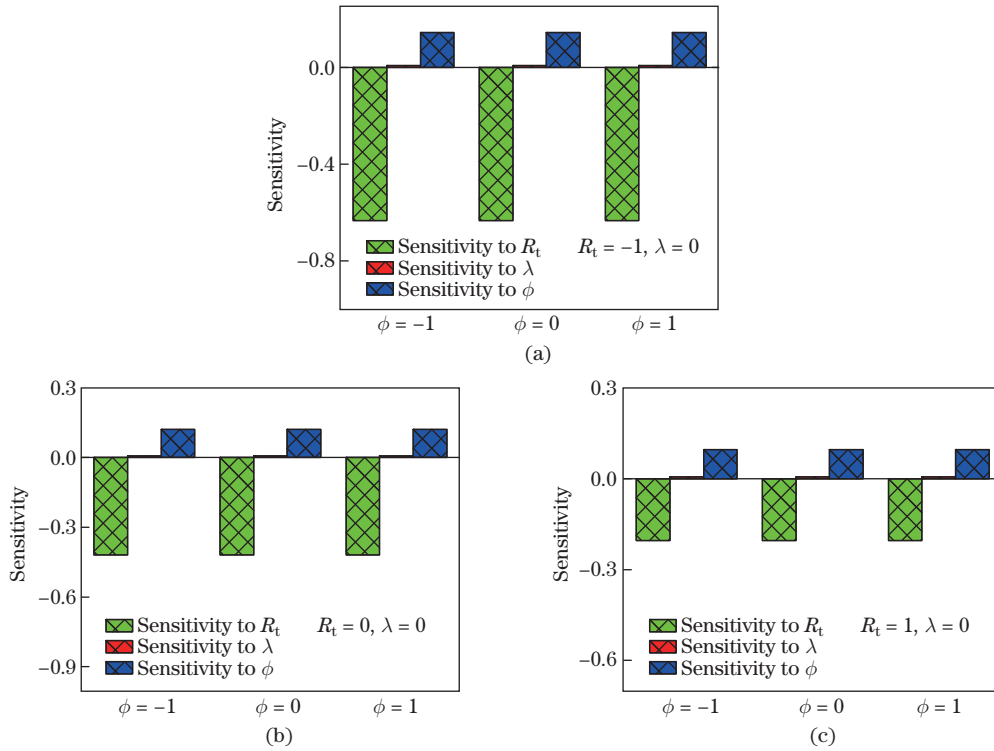 0.0
−0.4
−0.8
Sensitivity
Sensitivity to Rt
Rt = −1, λ = 0
Sensitivity to λ
Sensitivity to ϕ
ϕ = −1
ϕ = 0
ϕ = 1
(a)
0.3
0.0
−0.3
−0.6
−0.9
Sensitivity
Sensitivity to Rt
Rt = 0, λ = 0
Sensitivity to λ
Sensitivity to ϕ
ϕ = −1
ϕ = 0
ϕ = 1
(b)
0.3
0.0
−0.3
−0.6
Sensitivity
Sensitivity to Rt
Rt = 1, λ = 0
Sensitivity to λ
Sensitivity to ϕ
ϕ = −1
ϕ = 0
ϕ = 1
(c)